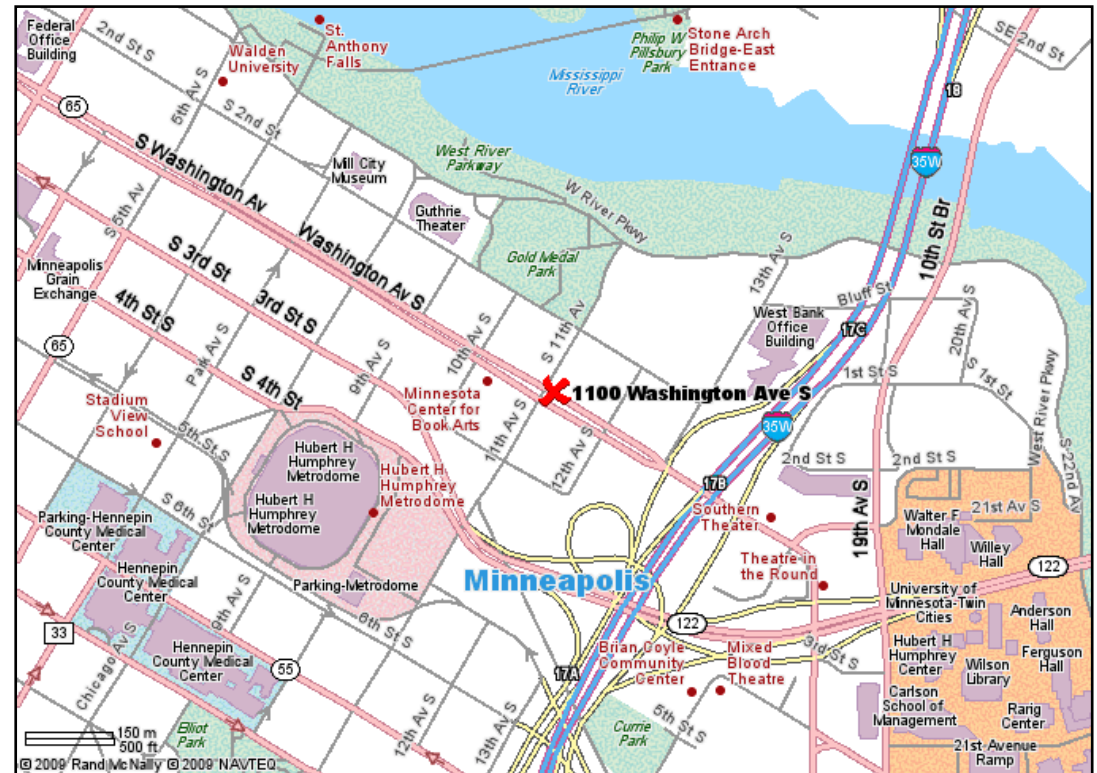 Federal
Office
Building
2nd St S
Walden
University
St.
Anthony
Falls
Philip W
Pillsbury
Park
Stone Arch
Bridge-East
Entrance
SE 2nd St
Mississippi
River
18
65
5th Av S
S 2nd St
35W
S Washington Av
Mill City
Museum
West River
Parkway
W River Pkwy
10th St Br
S 5th Av
Guthrie
Theater
Washington Av S
Gold Medal
Park
13th Av S
Minneapolis
Grain
Exchange
S 3rd St
3rd St S
4th St S
Bluff St
West Bank
Office
Building
17C
20th Av S
65
Park Av S
9th Av S
10th Av S
S 11th Av
1st St S
S 1st St
West River Pkwy
S 4th St
Minnesota
Center for
Book Arts
1100 Washington Ave S
Stadium
View
School
5th St S
11th Av S
12th Av S
35W
S 22nd Av
Hubert H
Humphrey
Metrodome
Hubert H
Humphrey
Metrodome
Hubert H
Humphrey
Metrodome
2nd St S
2nd St S
17B
S 6th St
Parking-Hennepin
County Medical
Center
Southern
Theater
19th Av S
21st Av S
Walter F
Mondale
Hall
Willey
Hall
Hennepin
County Medical
Center
Parking-Metrodome
Minneapolis
Theatre in
the Round
122
University of
Minnesota-Twin
Cities
Anderson
Hall
33
9th Av S
6th St S
122
3rd St S
Hubert H
Humphrey
Center
Ferguson
Hall
Chicago Av S
Hennepin
County Medical
Center
55
17A
Brian Coyle
Community
Center
Mixed
Blood
Theatre
Wilson
Library
Carlson
School of
Management
Rarig
Center
Elliot
Park
12th Av S
13th Av S
Currie
Park
5th St S
21st Avenue
Ramp
150 m
500 ft
© 2009 Rand McNally © 2009 NAVTEQ